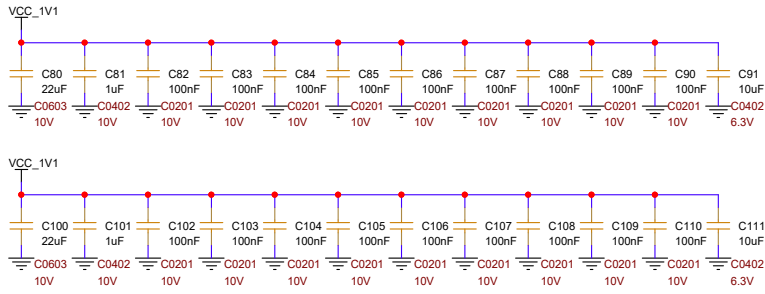 VCC_1V1
C80 C81 C82 C83 C84 C85 C86 C87 C88 C89 C90 C91
22uF 1uF 100nF 100nF 100nF 100nF 100nF 100nF 100nF 100nF 100nF 10uF
C0603 C0402 C0201 C0201 C0201 C0201 C0201 C0201 C0201 C0201 C0201 C0402
10V 10V 10V 10V 10V 10V 10V 10V 10V 10V 10V 6.3V
VCC_1V1
C100 C101 C102 C103 C104 C105 C106 C107 C108 C109 C110 C111
22uF 1uF 100nF 100nF 100nF 100nF 100nF 100nF 100nF 100nF 100nF 10uF
C0603 C0402 C0201 C0201 C0201 C0201 C0201 C0201 C0201 C0201 C0201 C0402
10V 10V 10V 10V 10V 10V 10V 10V 10V 10V 10V 6.3V